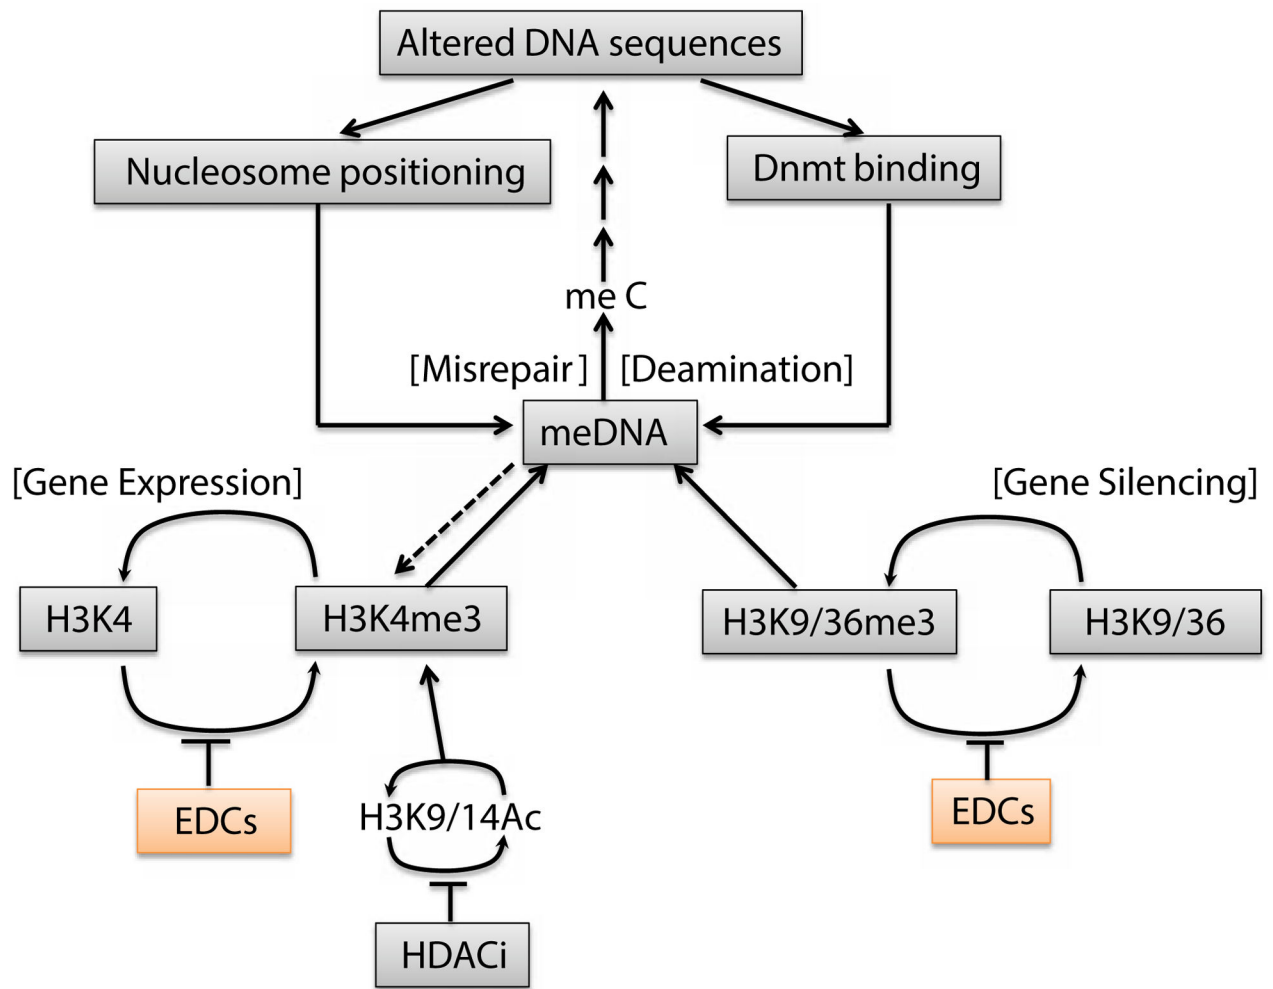 Altered DNA sequences
Nucleosome positioning
Dnmt binding
me C
[Misrepair] [Deamination]
meDNA
[Gene Expression]
[Gene Silencing]
H3K4
H3K4me3
H3K9/36me3
H3K9/36
EDCs
H3K9/14Ac
EDCs
HDACi